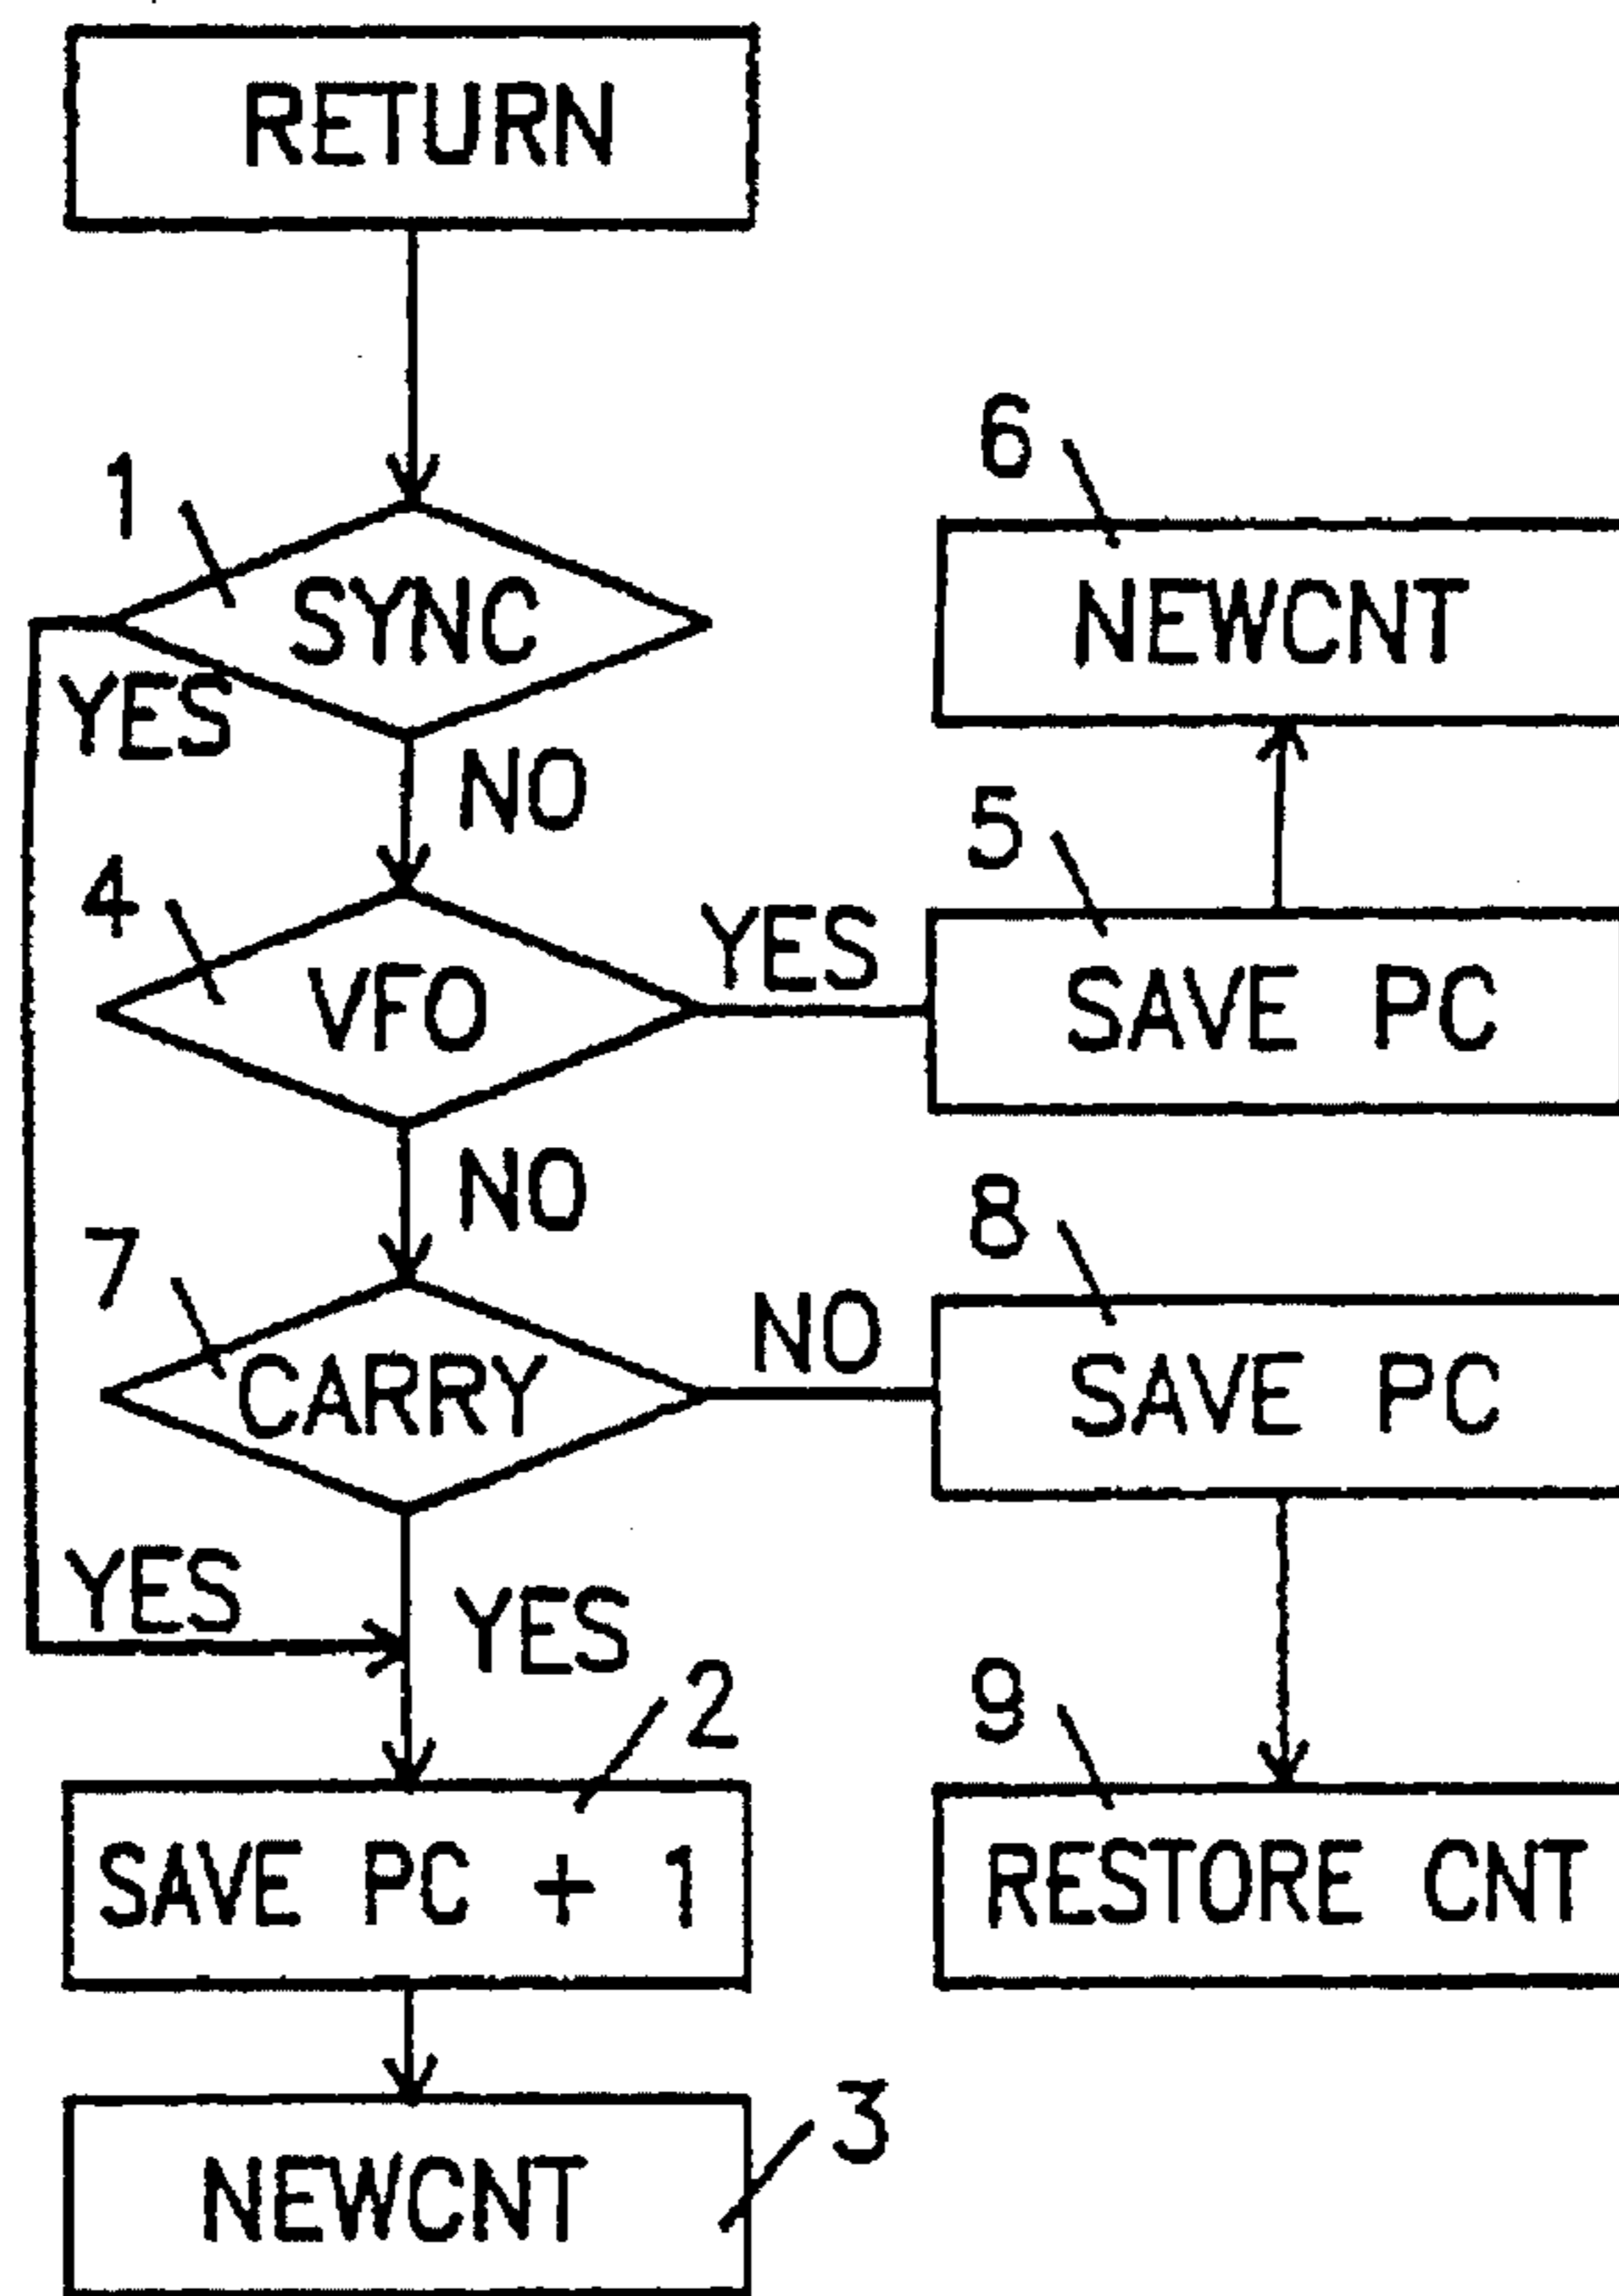 RETURN
1
SYNC
YES
NO
6
NEWCNT
4
VFO
YES
5
SAVE PC
NO
7
CARRY
NO
8
SAVE PC
YES
YES
2
SAVE PC + 1
9
RESTORE CNT
3
NEWCNT